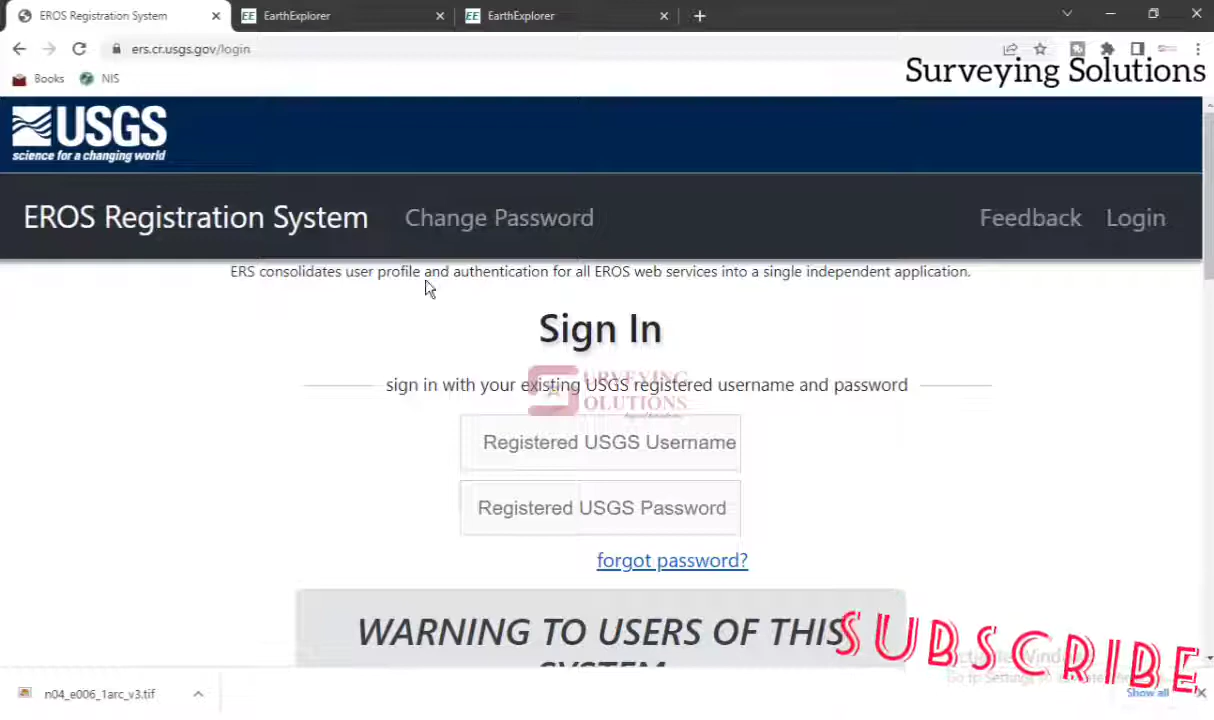 EROS Registration System
EarthExplorer
EarthExplorer
ers.cr.usgs.gov/login
Books
NIS
Surveying Solutions
USGS
science for a changing world
EROS Registration System
Change Password
Feedback
Login
ERS consolidates user profile and authentication for all EROS web services into a single independent application.
Sign In
sign in with your existing USGS registered username and password
URVEYING
OLUTIONS
Registered USGS Username
Registered USGS Password
forgot password?
WARNING TO USERS OF THIS
SYSTEM
SUBSCRIBE
n04_e006_1arc_v3.tif
Show all